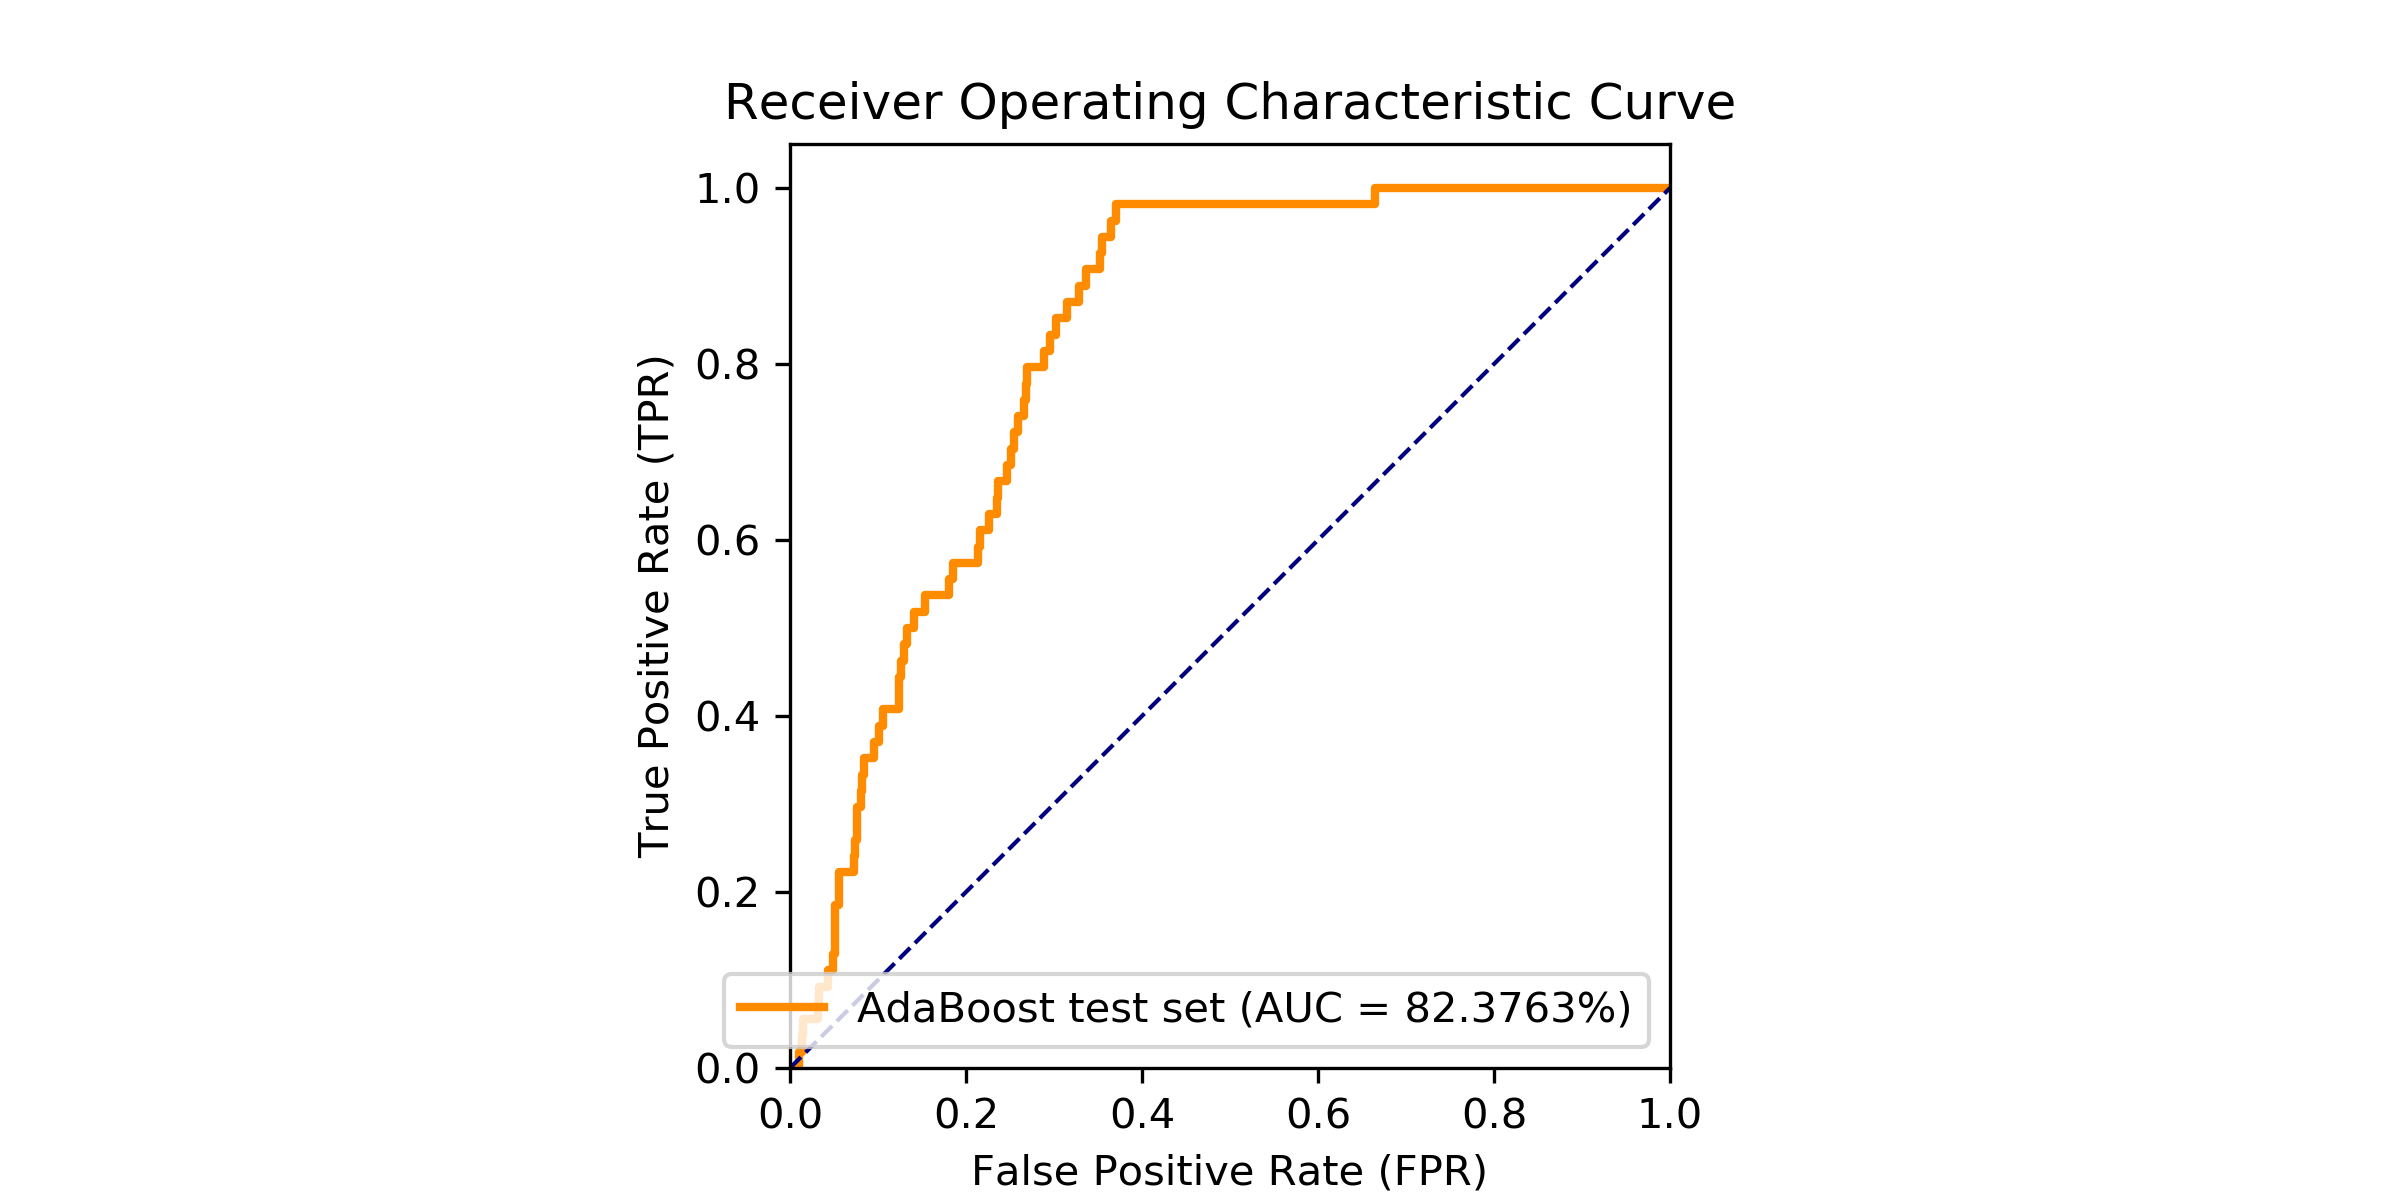 Receiver Operating Characteristic Curve
1.0
0.8
0.6
0.4
0.2
0.0
True Positive Rate (TPR)
AdaBoost test set (AUC = 82.3763%)
0.0 0.2 0.4 0.6 0.8 1.0
False Positive Rate (FPR)